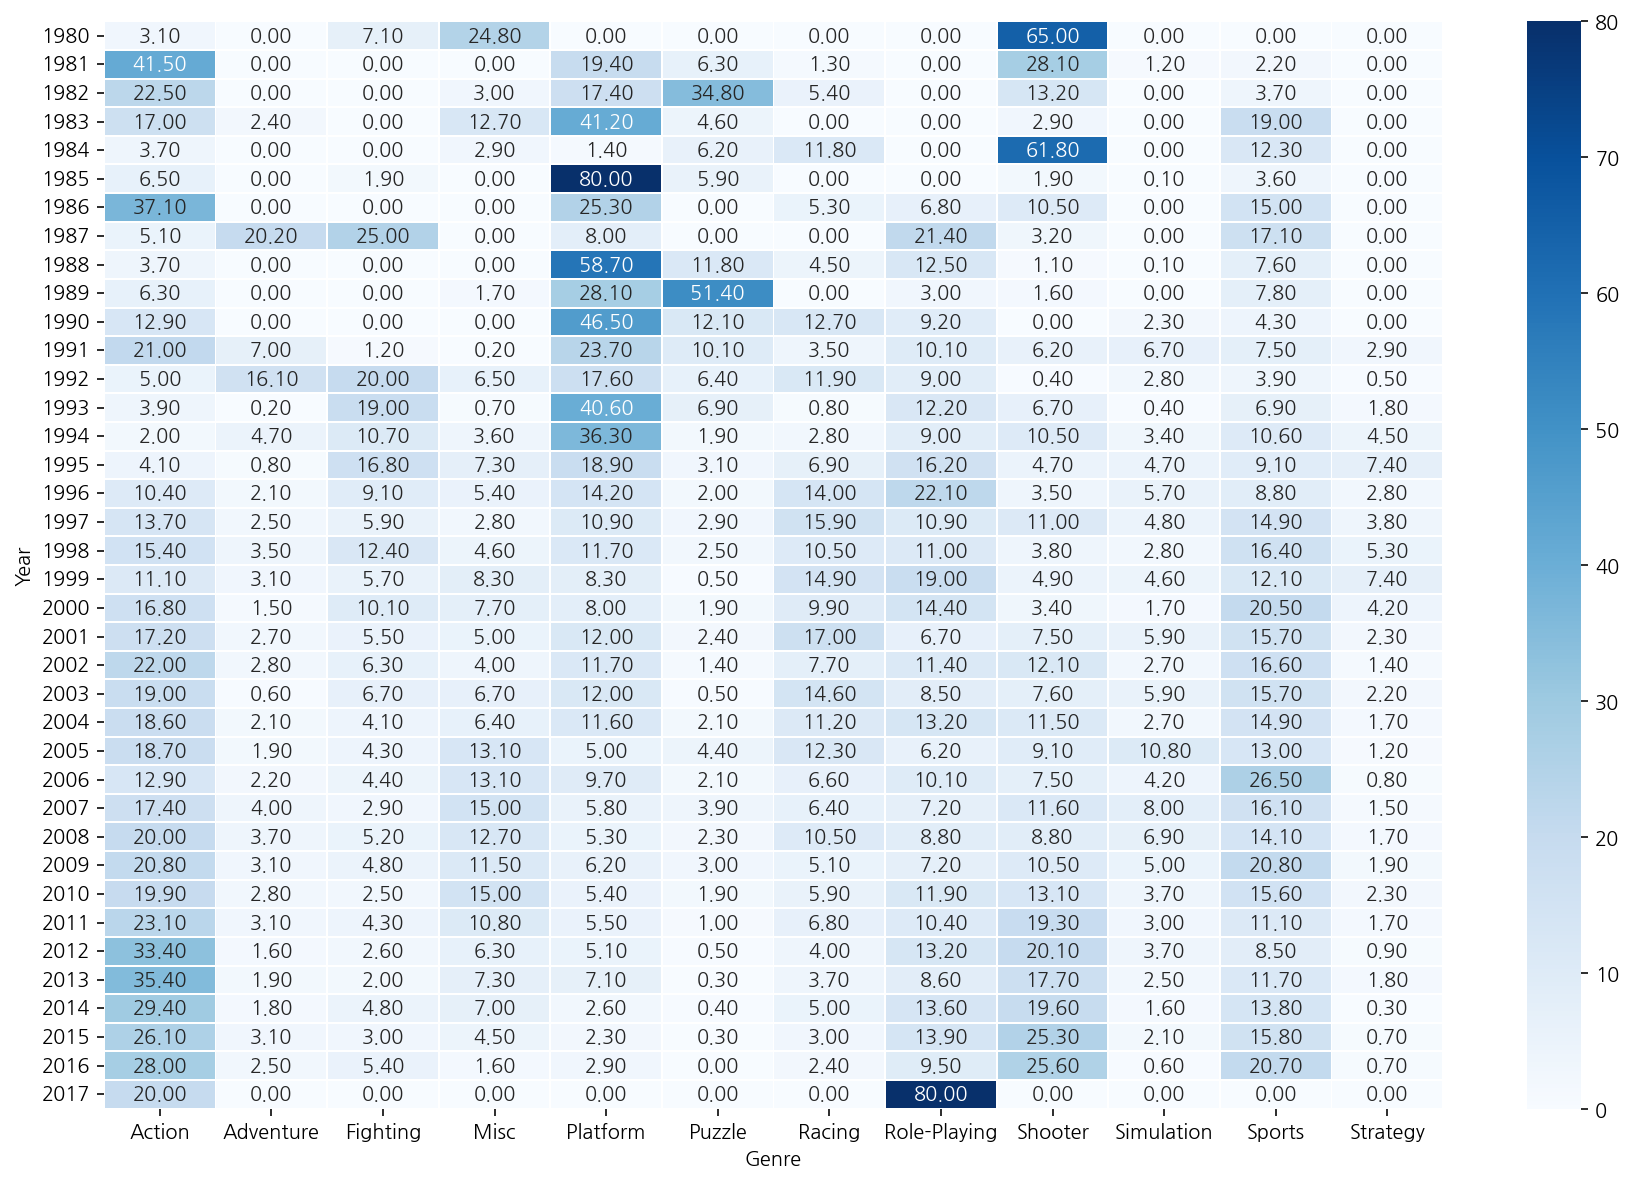 1980 3.10 0.00 7.10 24.80 0.00 0.00 0.00 0.00 65.00 0.00 0.00 0.00
1981 41.50 0.00 0.00 0.00 19.40 6.30 1.30 0.00 28.10 1.20 2.20 0.00
1982 22.50 0.00 0.00 3.00 17.40 34.80 5.40 0.00 13.20 0.00 3.70 0.00
1983 17.00 2.40 0.00 12.70 41.20 4.60 0.00 0.00 2.90 0.00 19.00 0.00
1984 3.70 0.00 0.00 2.90 1.40 6.20 11.80 0.00 61.80 0.00 12.30 0.00
1985 6.50 0.00 1.90 0.00 80.00 5.90 0.00 0.00 1.90 0.10 3.60 0.00
1986 37.10 0.00 0.00 0.00 25.30 0.00 5.30 6.80 10.50 0.00 15.00 0.00
1987 5.10 20.20 25.00 0.00 8.00 0.00 0.00 21.40 3.20 0.00 17.10 0.00
1988 3.70 0.00 0.00 0.00 58.70 11.80 4.50 12.50 1.10 0.10 7.60 0.00
1989 6.30 0.00 0.00 1.70 28.10 51.40 0.00 3.00 1.60 0.00 7.80 0.00
1990 12.90 0.00 0.00 0.00 46.50 12.10 12.70 9.20 0.00 2.30 4.30 0.00
1991 21.00 7.00 1.20 0.20 23.70 10.10 3.50 10.10 6.20 6.70 7.50 2.90
1992 5.00 16.10 20.00 6.50 17.60 6.40 11.90 9.00 0.40 2.80 3.90 0.50
1993 3.90 0.20 19.00 0.70 40.60 6.90 0.80 12.20 6.70 0.40 6.90 1.80
1994 2.00 4.70 10.70 3.60 36.30 1.90 2.80 9.00 10.50 3.40 10.60 4.50
1995 4.10 0.80 16.80 7.30 18.90 3.10 6.90 16.20 4.70 4.70 9.10 7.40
1996 10.40 2.10 9.10 5.40 14.20 2.00 14.00 22.10 3.50 5.70 8.80 2.80
1997 13.70 2.50 5.90 2.80 10.90 2.90 15.90 10.90 11.00 4.80 14.90 3.80
1998 15.40 3.50 12.40 4.60 11.70 2.50 10.50 11.00 3.80 2.80 16.40 5.30
1999 11.10 3.10 5.70 8.30 8.30 0.50 14.90 19.00 4.90 4.60 12.10 7.40
2000 16.80 1.50 10.10 7.70 8.00 1.90 9.90 14.40 3.40 1.70 20.50 4.20
2001 17.20 2.70 5.50 5.00 12.00 2.40 17.00 6.70 7.50 5.90 15.70 2.30
2002 22.00 2.80 6.30 4.00 11.70 1.40 7.70 11.40 12.10 2.70 16.60 1.40
2003 19.00 0.60 6.70 6.70 12.00 0.50 14.60 8.50 7.60 5.90 15.70 2.20
2004 18.60 2.10 4.10 6.40 11.60 2.10 11.20 13.20 11.50 2.70 14.90 1.70
2005 18.70 1.90 4.30 13.10 5.00 4.40 12.30 6.20 9.10 10.80 13.00 1.20
2006 12.90 2.20 4.40 13.10 9.70 2.10 6.60 10.10 7.50 4.20 26.50 0.80
2007 17.40 4.00 2.90 15.00 5.80 3.90 6.40 7.20 11.60 8.00 16.10 1.50
2008 20.00 3.70 5.20 12.70 5.30 2.30 10.50 8.80 8.80 6.90 14.10 1.70
2009 20.80 3.10 4.80 11.50 6.20 3.00 5.10 7.20 10.50 5.00 20.80 1.90
2010 19.90 2.80 2.50 15.00 5.40 1.90 5.90 11.90 13.10 3.70 15.60 2.30
2011 23.10 3.10 4.30 10.80 5.50 1.00 6.80 10.40 19.30 3.00 11.10 1.70
2012 33.40 1.60 2.60 6.30 5.10 0.50 4.00 13.20 20.10 3.70 8.50 0.90
2013 35.40 1.90 2.00 7.30 7.10 0.30 3.70 8.60 17.70 2.50 11.70 1.80
2014 29.40 1.80 4.80 7.00 2.60 0.40 5.00 13.60 19.60 1.60 13.80 0.30
2015 26.10 3.10 3.00 4.50 2.30 0.30 3.00 13.90 25.30 2.10 15.80 0.70
2016 28.00 2.50 5.40 1.60 2.90 0.00 2.40 9.50 25.60 0.60 20.70 0.70
2017 20.00 0.00 0.00 0.00 0.00 0.00 0.00 80.00 0.00 0.00 0.00 0.00
Action Adventure Fighting Misc Platform Puzzle Racing Role-Playing Shooter Simulation Sports Strategy
Genre
Year
80
70
60
50
40
30
20
10
0